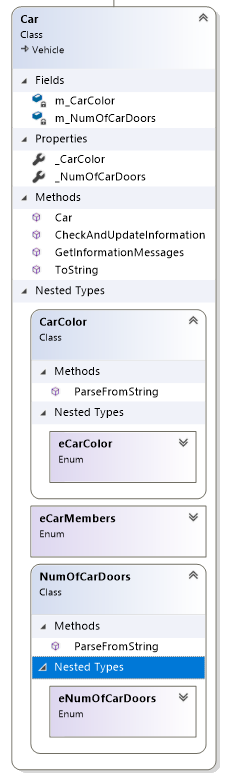 Car
Class
Vehicle
Fields
m_CarColor
m_NumOfCarDoors
Properties
_CarColor
_NumOfCarDoors
Methods
Car
CheckAndUpdateInformation
GetInformationMessages
ToString
Nested Types
CarColor
Class
Methods
ParseFromString
Nested Types
eCarColor
Enum
eCarMembers
Enum
NumOfCarDoors
Class
Methods
ParseFromString
Nested Types
eNumOfCarDoors
Enum